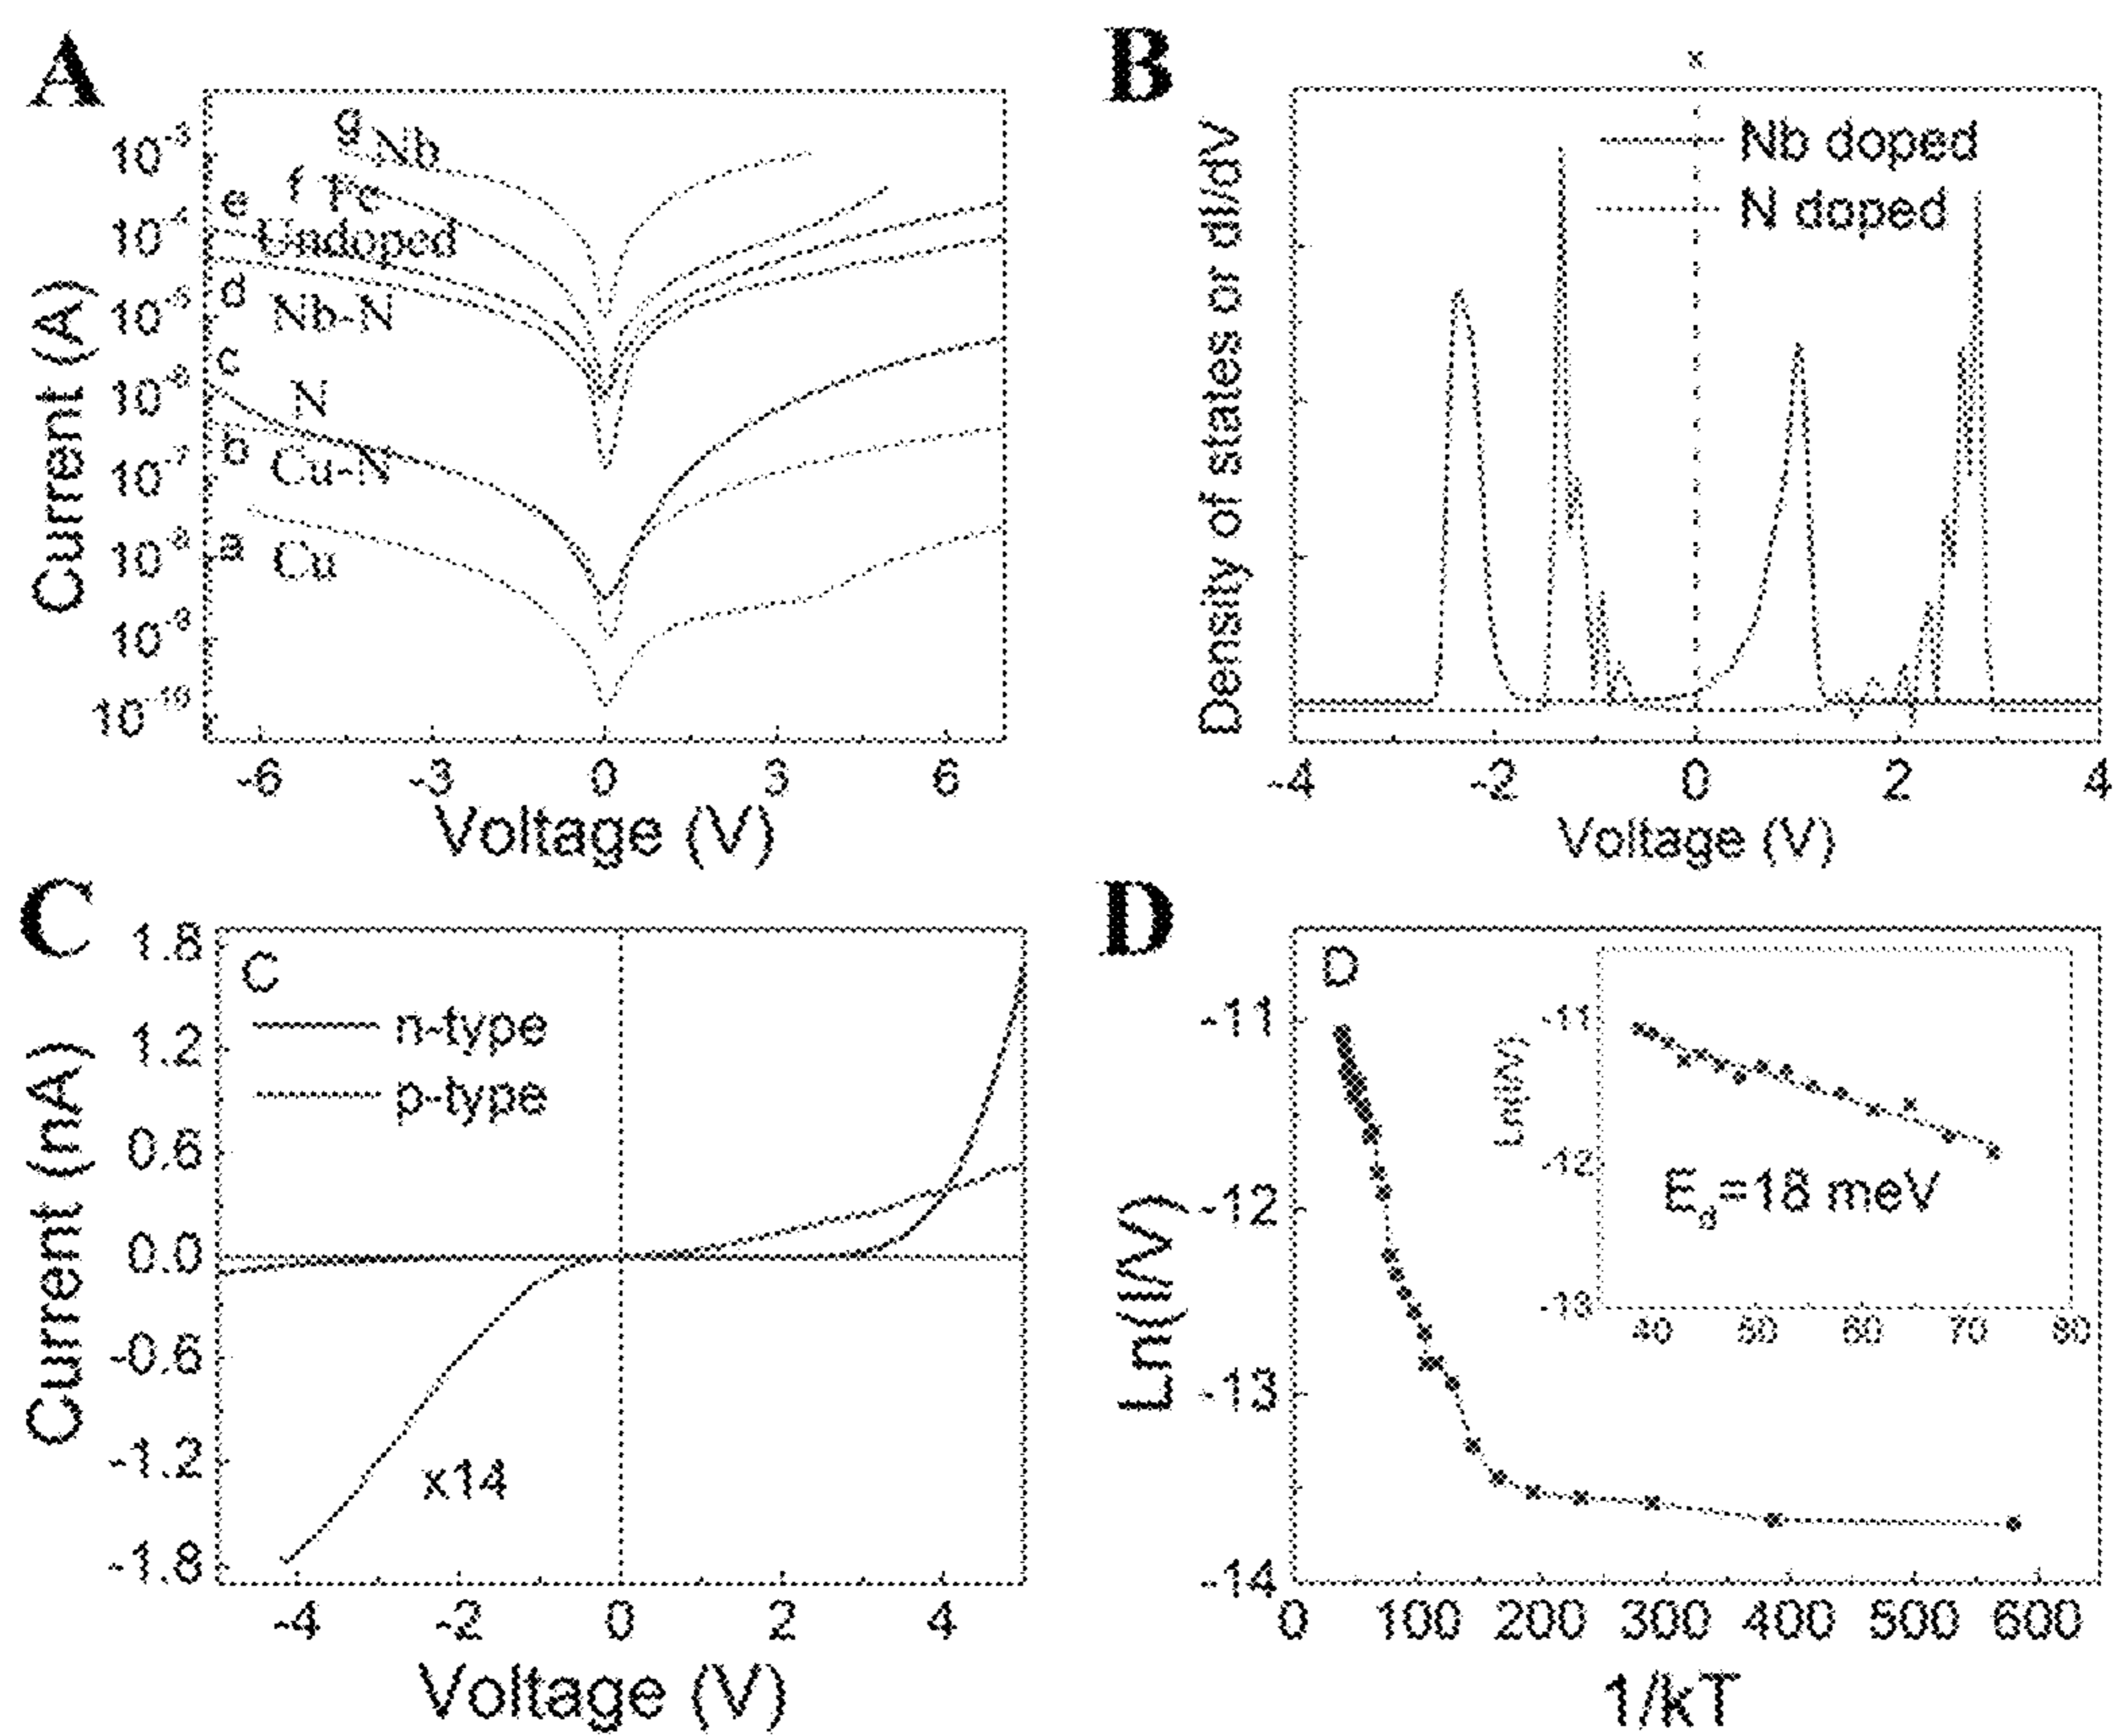 A
g Nb
f Fe
e
Undoped
d
Nb-N
c
N
b
Cu-N
a
Cu
10⁻³
10⁻⁴
10⁻⁵
10⁻⁶
10⁻⁷
10⁻⁸
10⁻⁹
10⁻¹⁰
Current (A)
-6 -3 0 3 6
Voltage (V)
B
x
Nb doped
N doped
Density of states or dI/dV
-4 -2 0 2 4
Voltage (V)
C
C
n-type
p-type
1.8
1.2
0.6
0.0
-0.6
-1.2
-1.8
Current (nA)
x14
-4 -2 0 2 4
Voltage (V)
D
D
-11
-12
-13
-14
Ln(I/V)
-11
-12
-13
Ln(I/V)
E_d=18 meV
40 50 60 70 80
0 100 200 300 400 500 600
1/kT